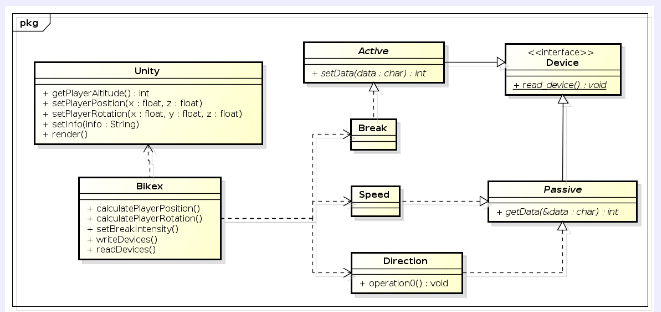 pkg
Unity
+ getPlayerAltitude() : int
+ setPlayerPosition(x : float, z : float)
+ setPlayerRotation(x : float, y : float, z : float)
+ setInfo(info : String)
+ render()
Active
+ setData(data : char) : int
<<interface>>
Device
+ read_device() : void
Break
Bikex
+ calculatePlayerPosition()
+ calculatePlayerRotation()
+ setBreakIntensity()
+ writeDevices()
+ readDevices()
Speed
Passive
+ getData(&data : char) : int
Direction
+ operation0() : void